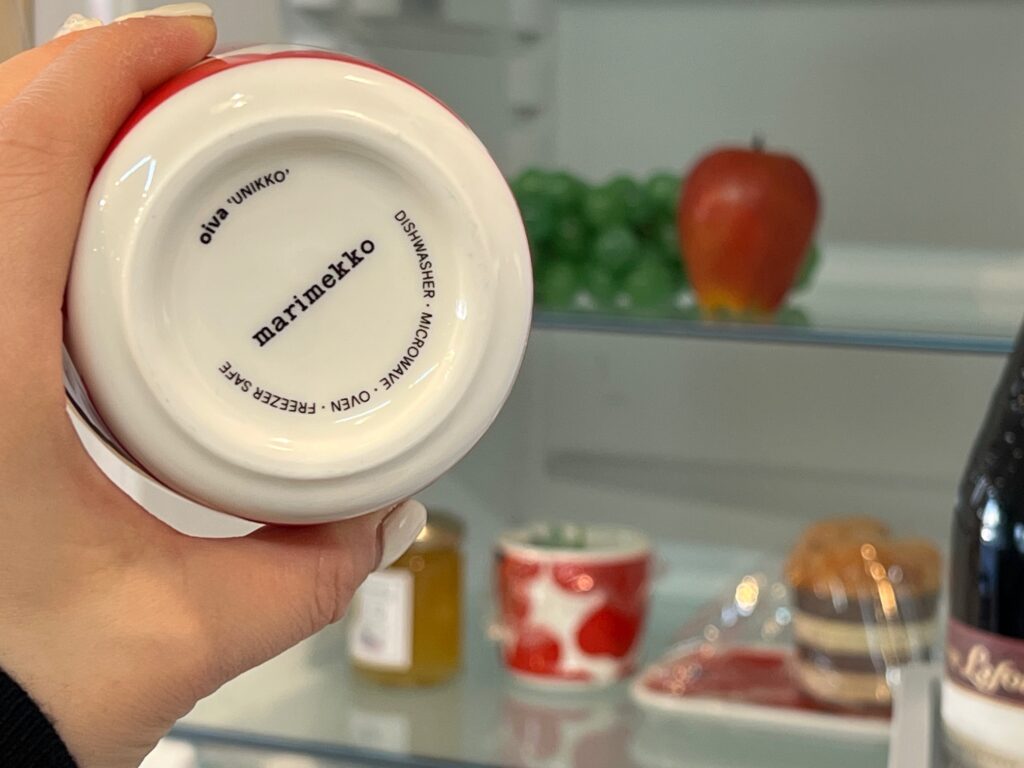 oiva 'UNIKKO'
marimekko
DISHWASHER · MICROWAVE · OVEN · FREEZER SAFE